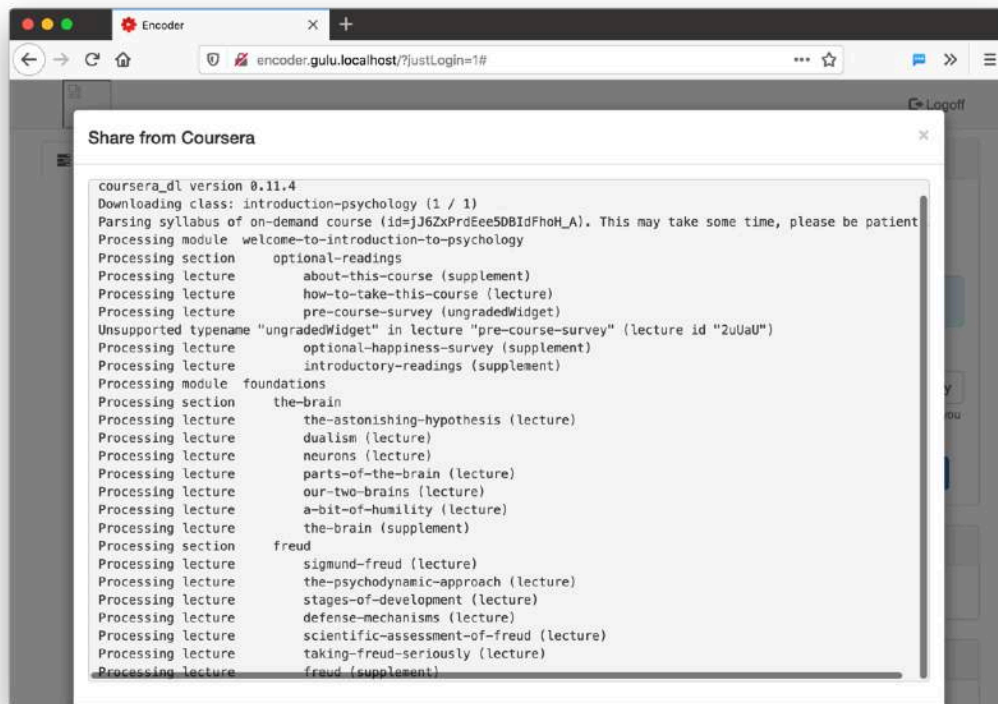 Encoder
encoder.gulu.localhost/?justLogin=1#
Logoff
Share from Coursera
coursera_dl version 0.11.4
Downloading class: introduction-psychology (1 / 1)
Parsing syllabus of on-demand course (id=jJ6ZxPrdEee5DBIdFhoH_A). This may take some time, please be patient
Processing module welcome-to-introduction-to-psychology
Processing section optional-readings
Processing lecture about-this-course (supplement)
Processing lecture how-to-take-this-course (lecture)
Processing lecture pre-course-survey (ungradedWidget)
Unsupported typename "ungradedWidget" in lecture "pre-course-survey" (lecture id "2uUaU")
Processing lecture optional-happiness-survey (supplement)
Processing lecture introductory-readings (supplement)
Processing module foundations
Processing section the-brain
Processing lecture the-astonishing-hypothesis (lecture)
Processing lecture dualism (lecture)
Processing lecture neurons (lecture)
Processing lecture parts-of-the-brain (lecture)
Processing lecture our-two-brains (lecture)
Processing lecture a-bit-of-humility (lecture)
Processing lecture the-brain (supplement)
Processing section freud
Processing lecture sigmund-freud (lecture)
Processing lecture the-psychodynamic-approach (lecture)
Processing lecture stages-of-development (lecture)
Processing lecture defense-mechanisms (lecture)
Processing lecture scientific-assessment-of-freud (lecture)
Processing lecture taking-freud-seriously (lecture)
Processing lecture freud (supplement)